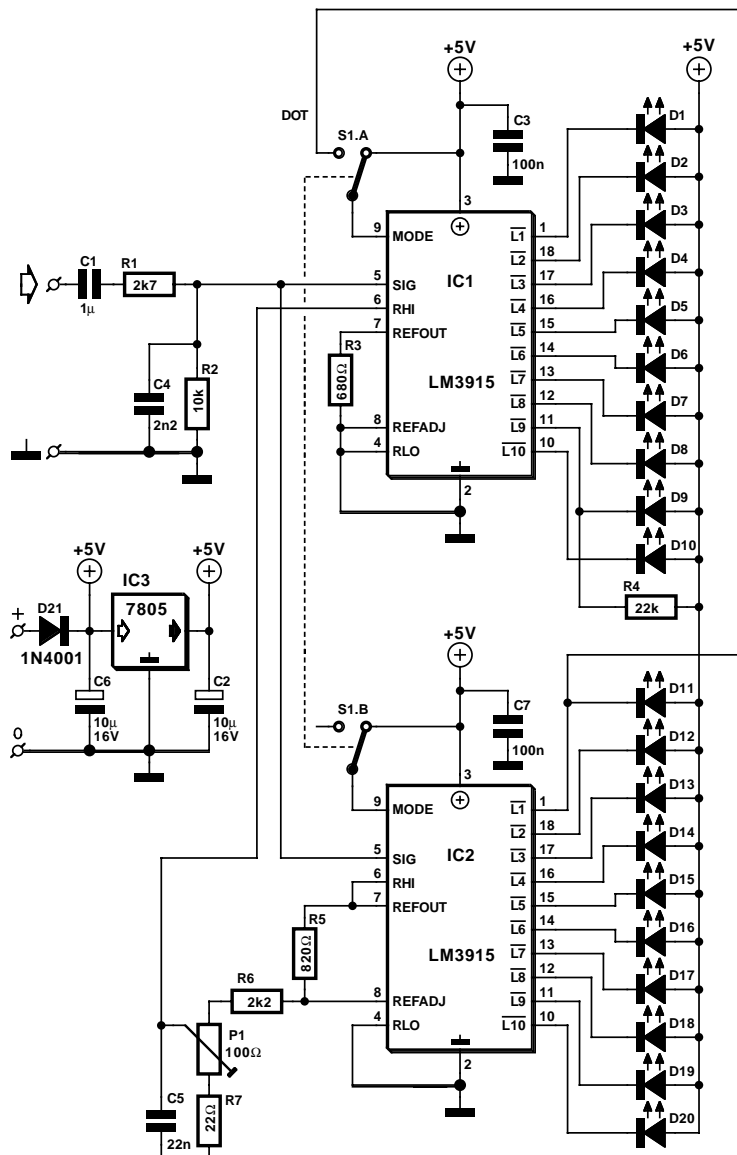 +5V
+5V
DOT
S1.A
C3
100n
3
9
MODE
5
SIG
6
RHI
7
REFOUT
8
REFADJ
4
RLO
IC1
LM3915
2
L1
1
L2
18
L3
17
L4
16
L5
15
L6
14
L7
13
L8
12
L9
11
L10
10
D1
D2
D3
D4
D5
D6
D7
D8
D9
D10
R4
22k
C1
1µ
R1
2k7
C4
2n2
R2
10k
R3
680Ω
+5V
+5V
IC3
7805
+
D21
1N4001
C6
10µ
16V
C2
10µ
16V
0
+5V
S1.B
C7
100n
3
9
MODE
5
SIG
6
RHI
7
REFOUT
8
REFADJ
4
RLO
IC2
LM3915
2
L1
1
L2
18
L3
17
L4
16
L5
15
L6
14
L7
13
L8
12
L9
11
L10
10
D11
D12
D13
D14
D15
D16
D17
D18
D19
D20
R5
820Ω
R6
2k2
P1
100Ω
R7
22Ω
C5
22n